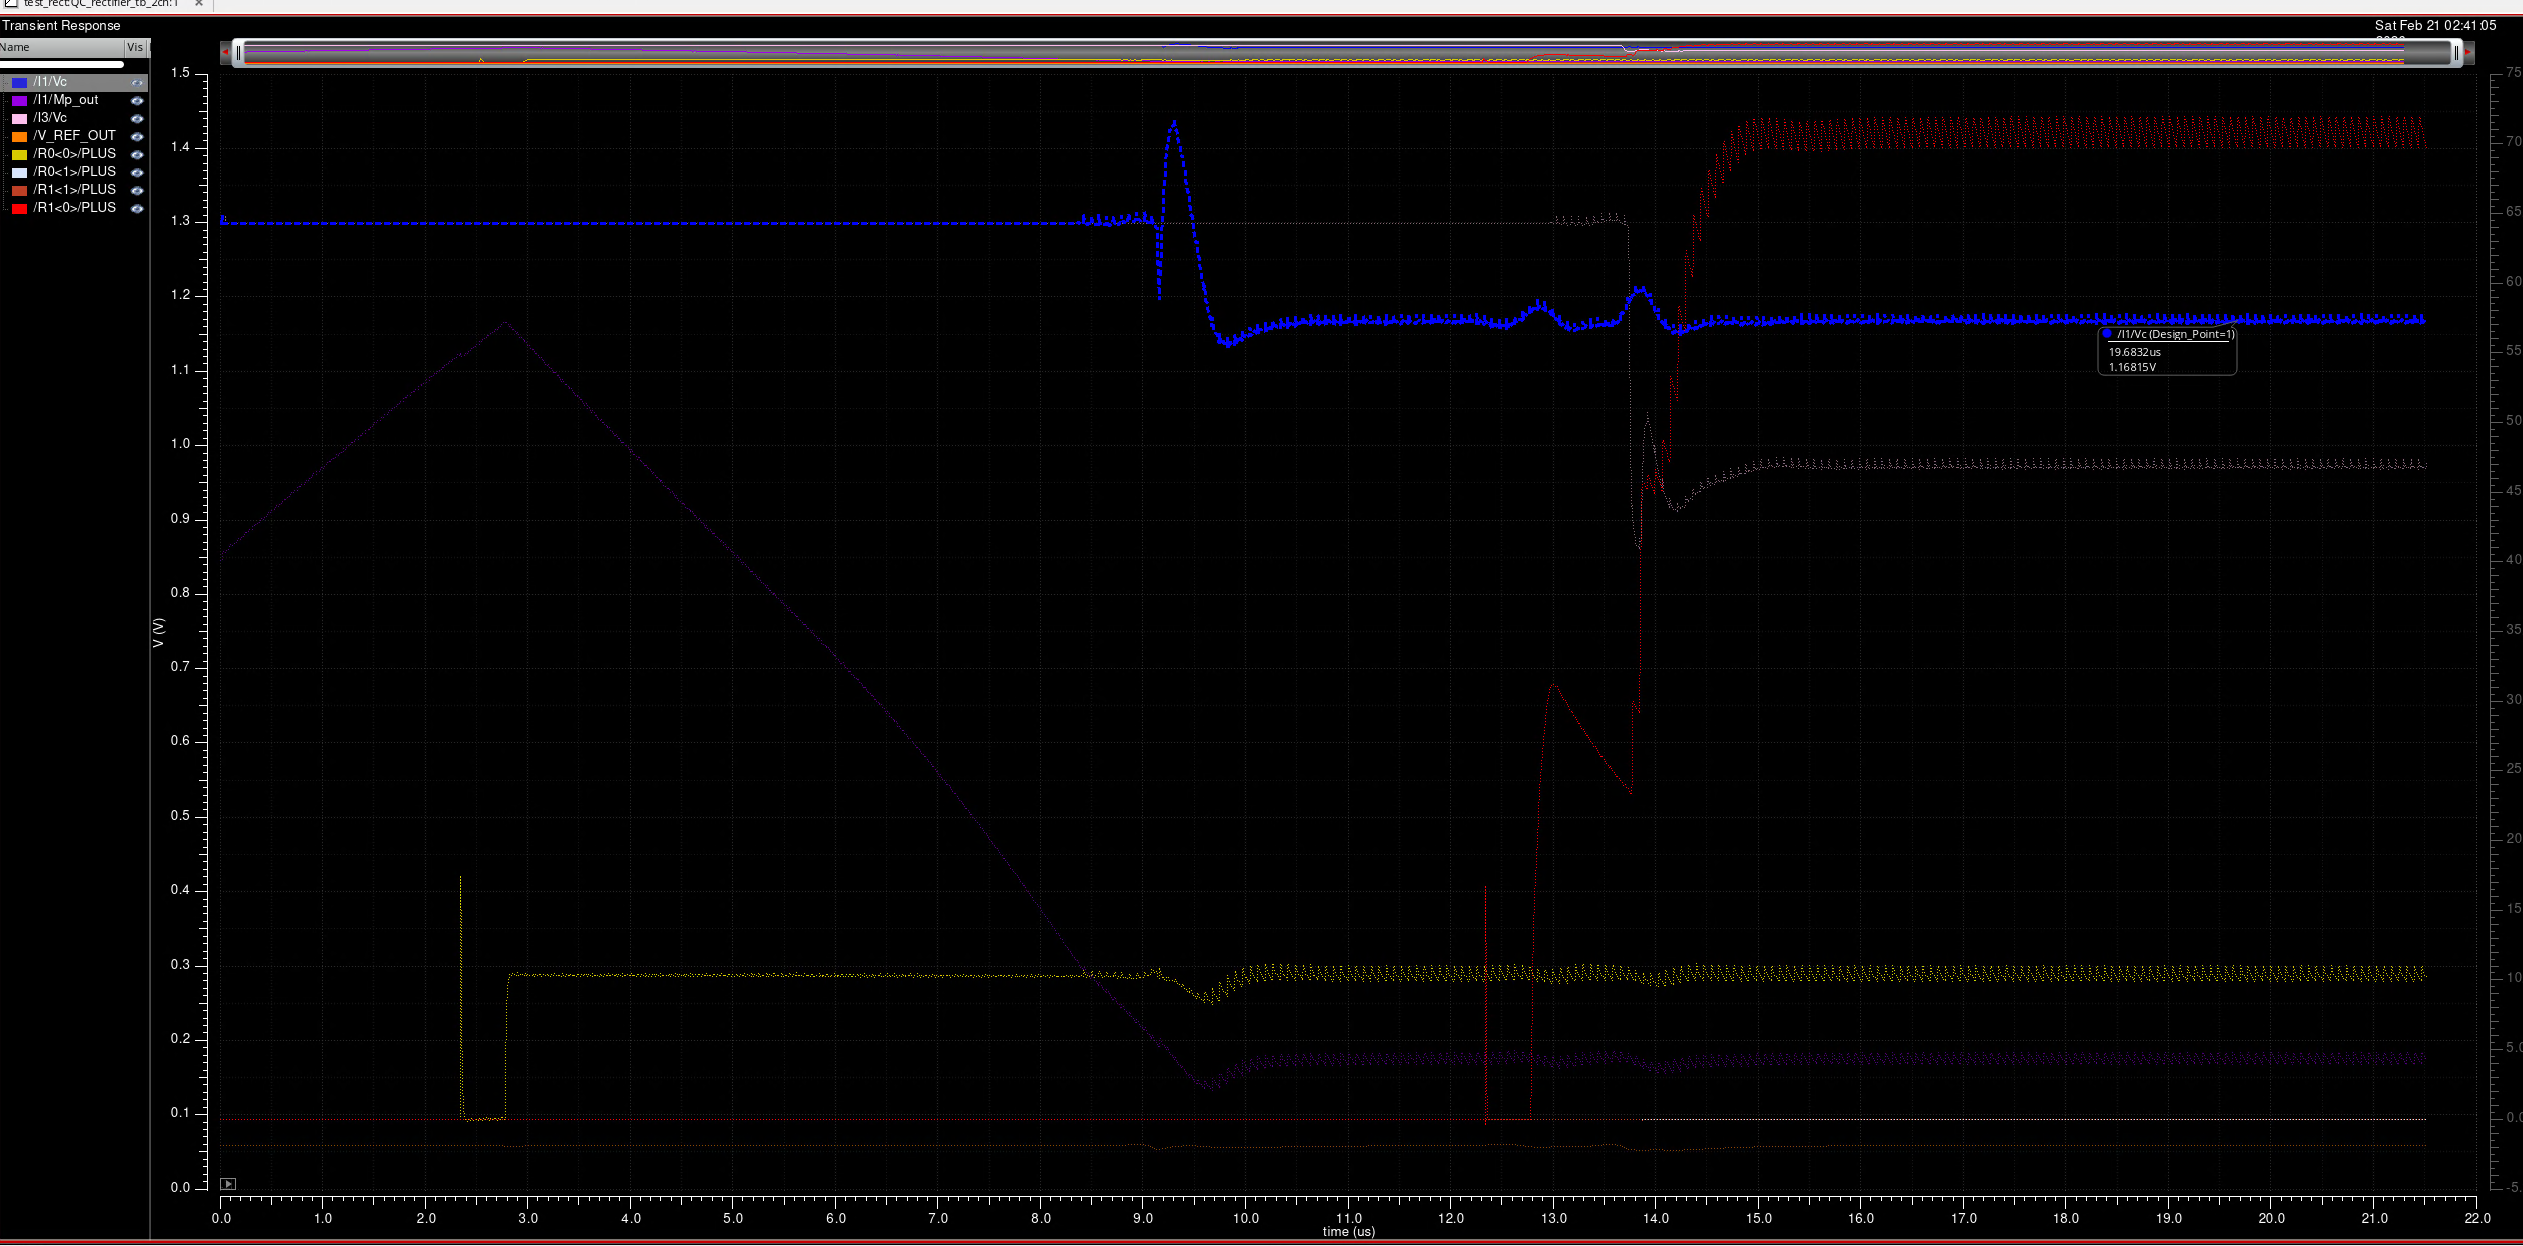 test_rect:QC_rectifier_tb_2ch:1 ×
Transient Response
Sat Feb 21 02:41:05
Name Vis
/I1/Vc
/I1/Mp_out
/I3/Vc
/V_REF_OUT
/R0<0>/PLUS
/R0<1>/PLUS
/R1<1>/PLUS
/R1<0>/PLUS
1.5
1.4
1.3
1.2
1.1
1.0
0.9
0.8
0.7
0.6
0.5
0.4
0.3
0.2
0.1
0.0
V (V)
/I1/Vc (Design_Point=1)
19.6832us
1.16815V
75
70
65
60
55
50
45
40
35
30
25
20
15
10
5.0
0.0
-5.
0.0 1.0 2.0 3.0 4.0 5.0 6.0 7.0 8.0 9.0 10.0 11.0 12.0 13.0 14.0 15.0 16.0 17.0 18.0 19.0 20.0 21.0 22.0
time (us)